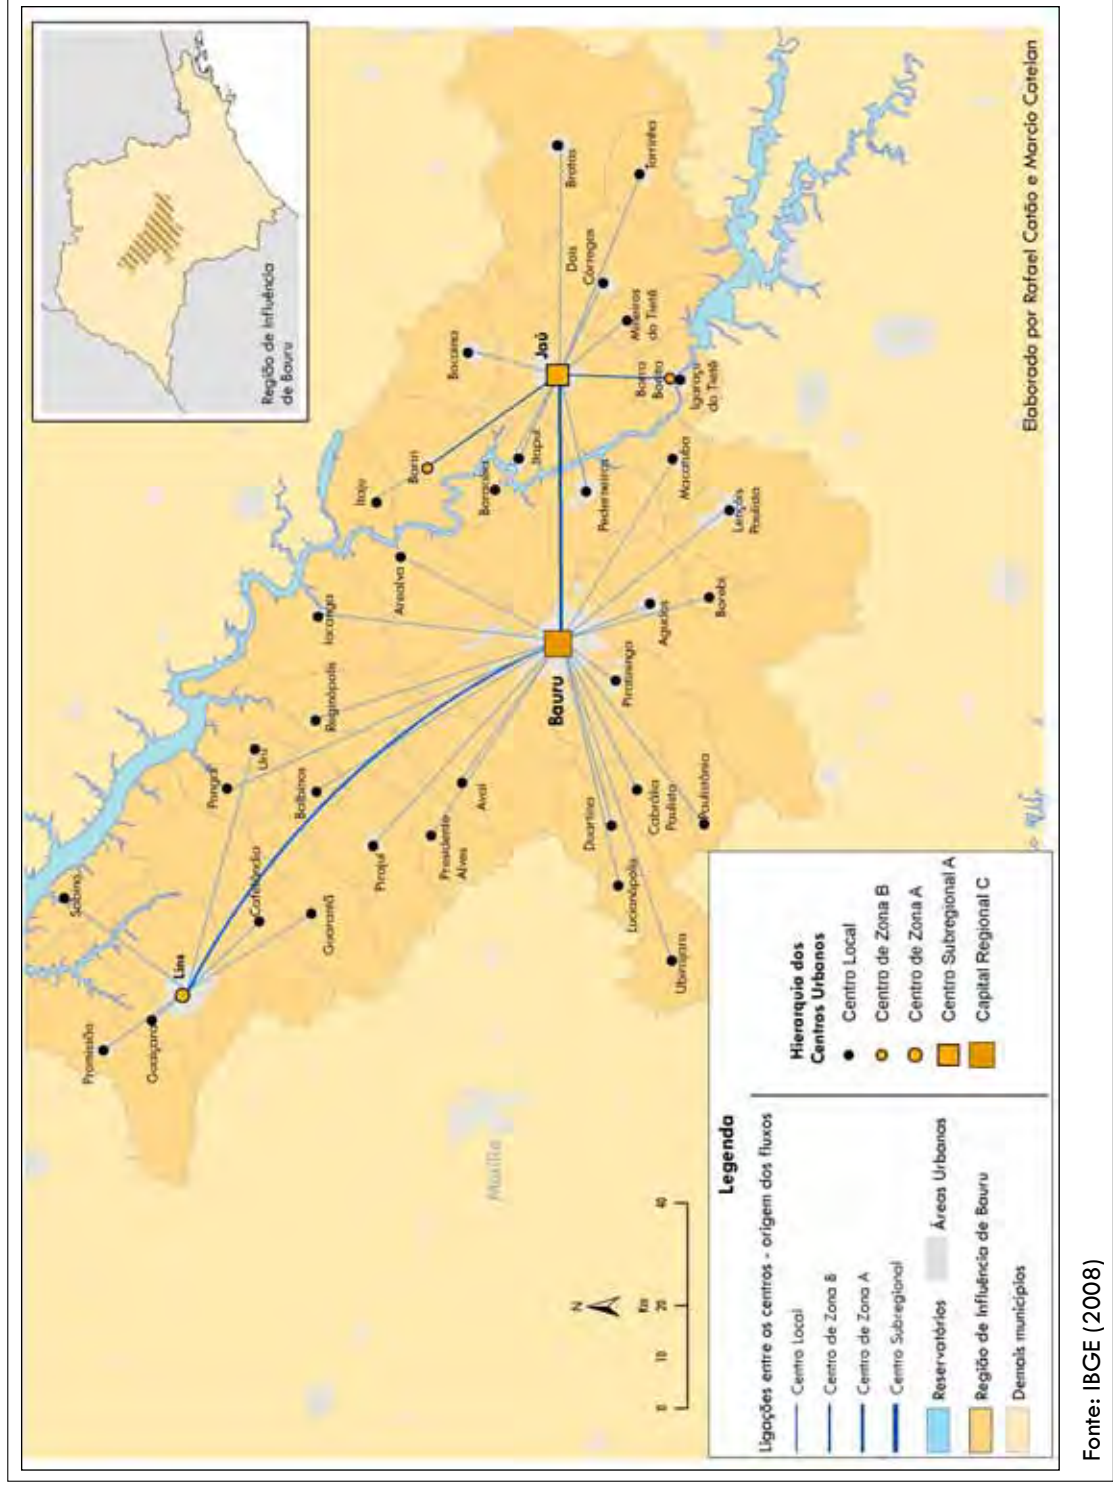 Região de Influência
de Bauru
Promissão
Guaiçara
Lins
Sabino
Cafelândia
Guarantã
Pongaí
Uru
Balbinos
Reginópolis
Iacanga
Pirajuí
Presidente
Alves
Avaí
Arealva
Itaju
Bariri
Bocaina
Boracéia
Itapuí
Jaú
Brotas
Dois
Córregos
Torrinha
Mineiros
do Tietê
Barra
Bonita
Igaraçu
do Tietê
Pederneiras
Macatuba
Lençóis
Paulista
Borebi
Agudos
Bauru
Piratininga
Duartina
Cabrália
Paulista
Paulistânia
Lucianópolis
Ubirajara
Marília
N
Km
0 10 20 40
Legenda
Ligações entre os centros - origem dos fluxos
Centro Local
Centro de Zona B
Centro de Zona A
Centro Subregional
Reservatórios
Áreas Urbanas
Região de Influência de Bauru
Demais municípios
Hierarquia dos
Centros Urbanos
Centro Local
Centro de Zona B
Centro de Zona A
Centro Subregional A
Capital Regional C
Elaborado por Rafael Catão e Marcio Catelan
Fonte: IBGE (2008)